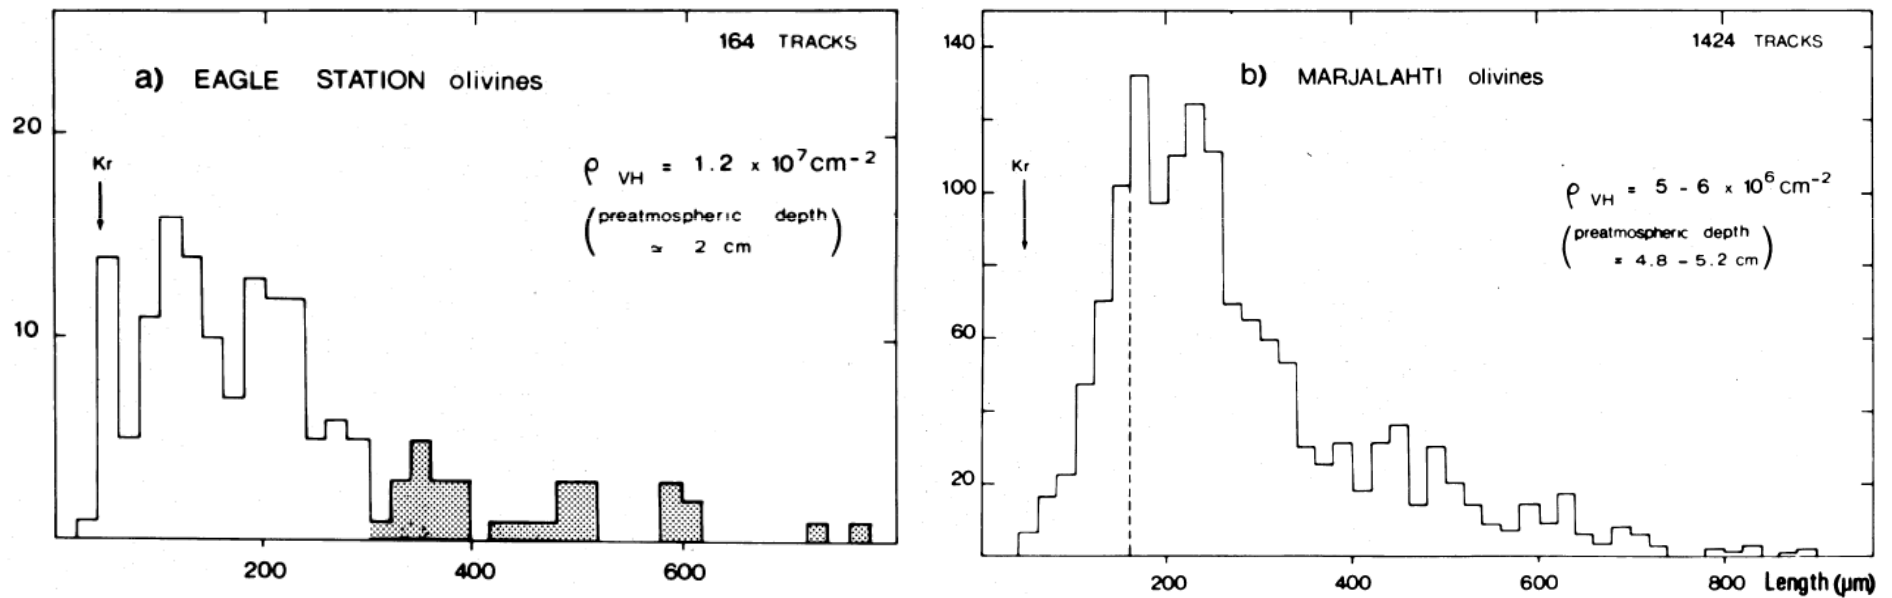 164 TRACKS
a) EAGLE STATION olivines
20
Kr
ρ VH = 1.2 x 10⁷cm⁻²
(preatmospheric depth
≃ 2 cm)
10
200 400 600
1424 TRACKS
140
b) MARJALAHTI olivines
Kr
100
ρ VH = 5 - 6 x 10⁶ cm⁻²
(preatmospheric depth
= 4.8 - 5.2 cm)
60
20
200 400 600 800 Length (µm)